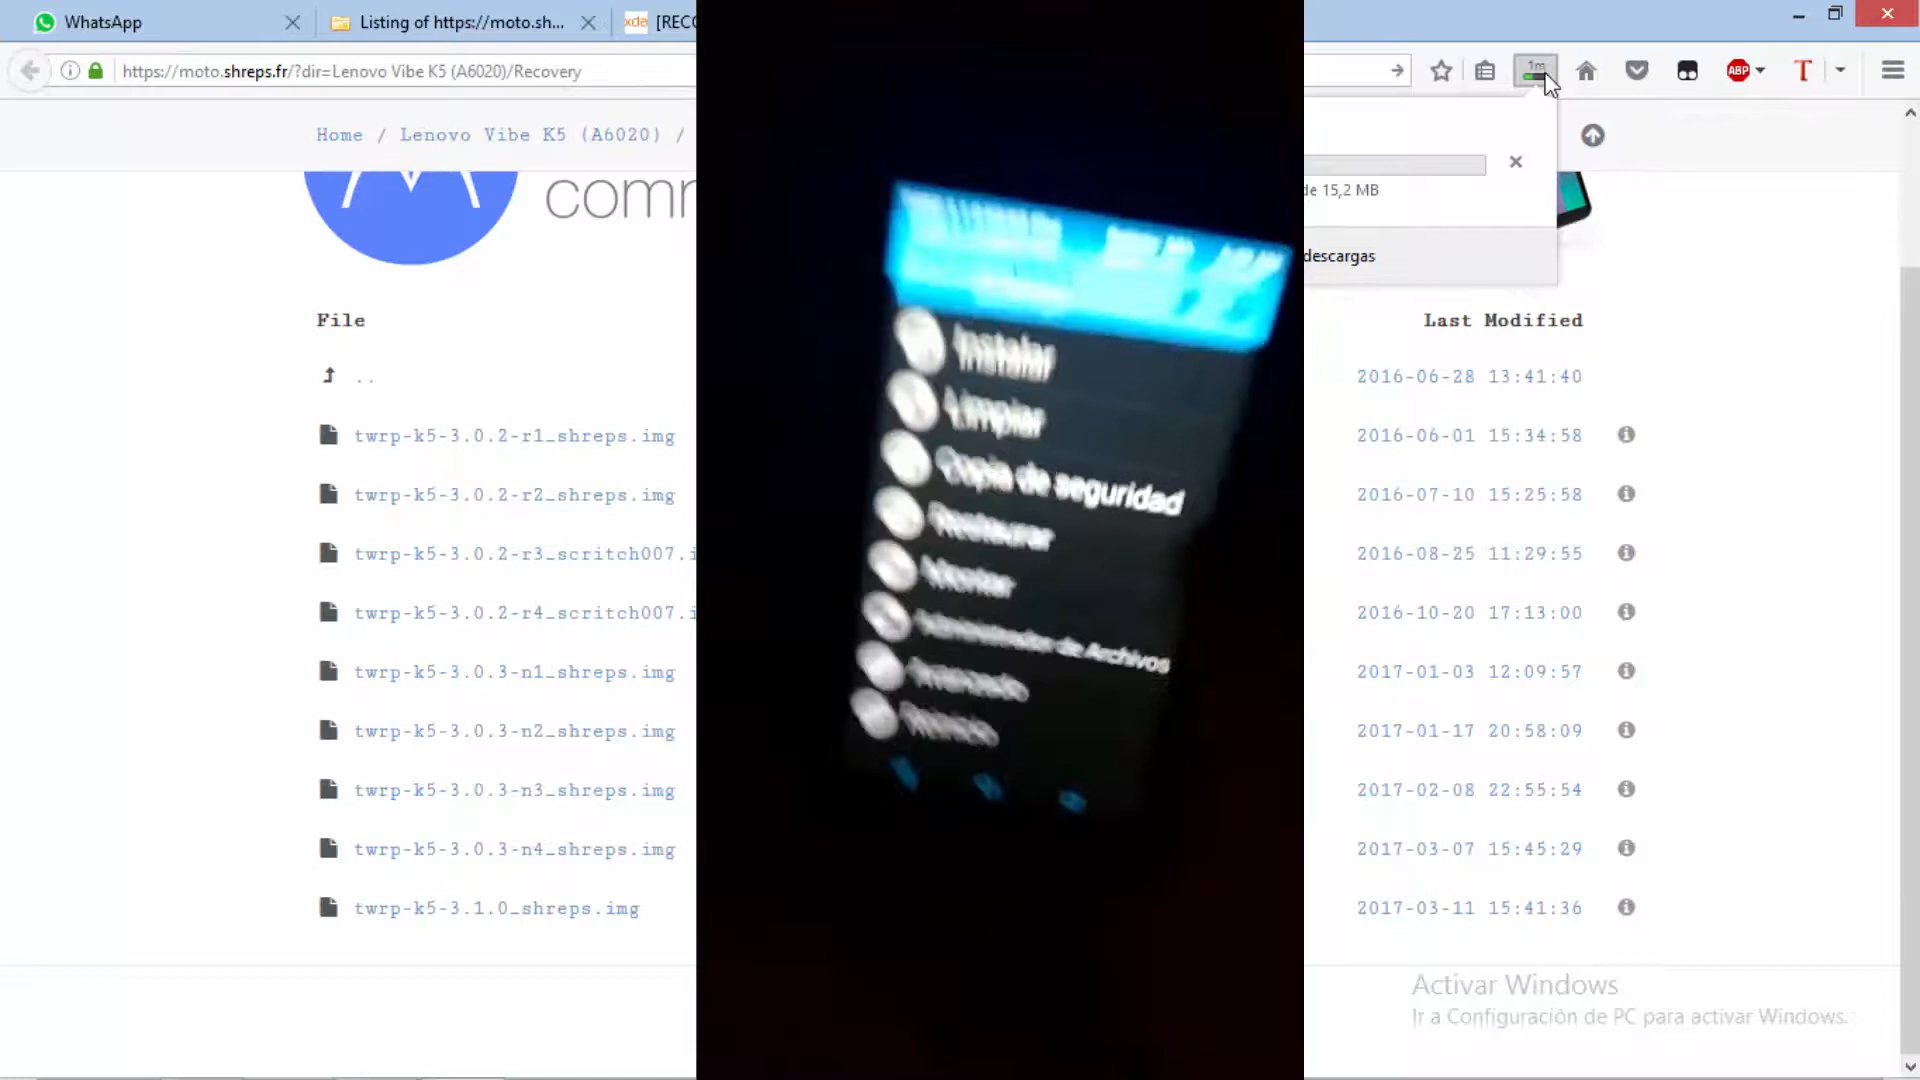 WhatsApp
Listing of https://moto.sh...
xda
[REC
https://moto.shreps.fr/?dir=Lenovo Vibe K5 (A6020)/Recovery
1m
ABP
T
Home / Lenovo Vibe K5 (A6020) /
comm
de 15,2 MB
descargas
File
Last Modified
..
2016-06-28 13:41:40
twrp-k5-3.0.2-r1_shreps.img
2016-06-01 15:34:58
twrp-k5-3.0.2-r2_shreps.img
2016-07-10 15:25:58
twrp-k5-3.0.2-r3_scritch007.i
2016-08-25 11:29:55
twrp-k5-3.0.2-r4_scritch007.i
2016-10-20 17:13:00
twrp-k5-3.0.3-n1_shreps.img
2017-01-03 12:09:57
twrp-k5-3.0.3-n2_shreps.img
2017-01-17 20:58:09
twrp-k5-3.0.3-n3_shreps.img
2017-02-08 22:55:54
twrp-k5-3.0.3-n4_shreps.img
2017-03-07 15:45:29
twrp-k5-3.1.0_shreps.img
2017-03-11 15:41:36
Instalar
Limpiar
Copia de seguridad
Restaurar
Montar
Administrador de Archivos
Avanzado
Reinicio
Activar Windows
Ir a Configuración de PC para activar Windows.